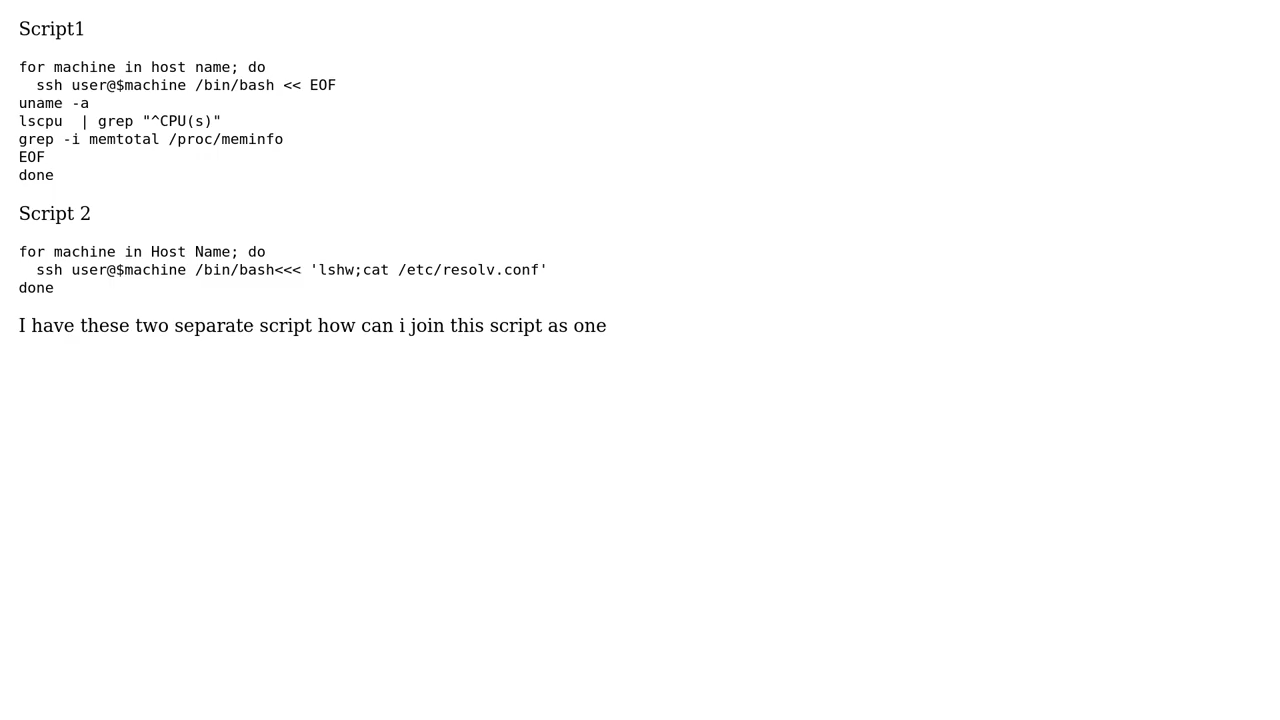 Script1
for machine in host name; do
  ssh user@$machine /bin/bash << EOF
uname -a
lscpu  | grep "^CPU(s)"
grep -i memtotal /proc/meminfo
EOF
done
Script 2
for machine in Host Name; do
  ssh user@$machine /bin/bash<<< 'lshw;cat /etc/resolv.conf'
done
I have these two separate script how can i join this script as one